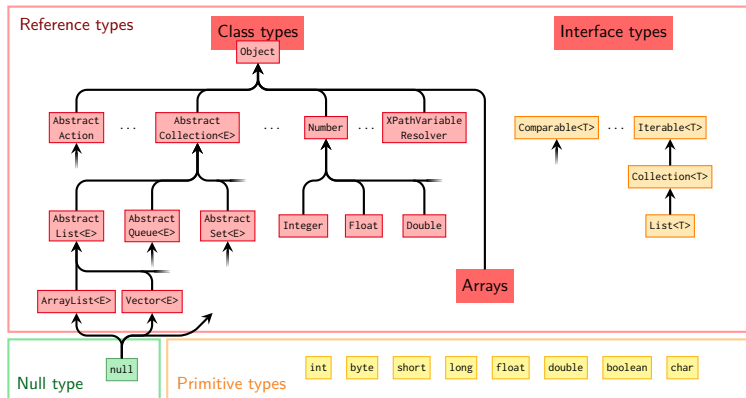 Reference types
Class types
Interface types
Object
Abstract
Action
...
Abstract
Collection<E>
...
Number
...
XPathVariable
Resolver
Comparable<T>
...
Iterable<T>
Collection<T>
Abstract
List<E>
Abstract
Queue<E>
Abstract
Set<E>
Integer
Float
Double
List<T>
ArrayList<E>
Vector<E>
Arrays
null
Null type
Primitive types
int
byte
short
long
float
double
boolean
char